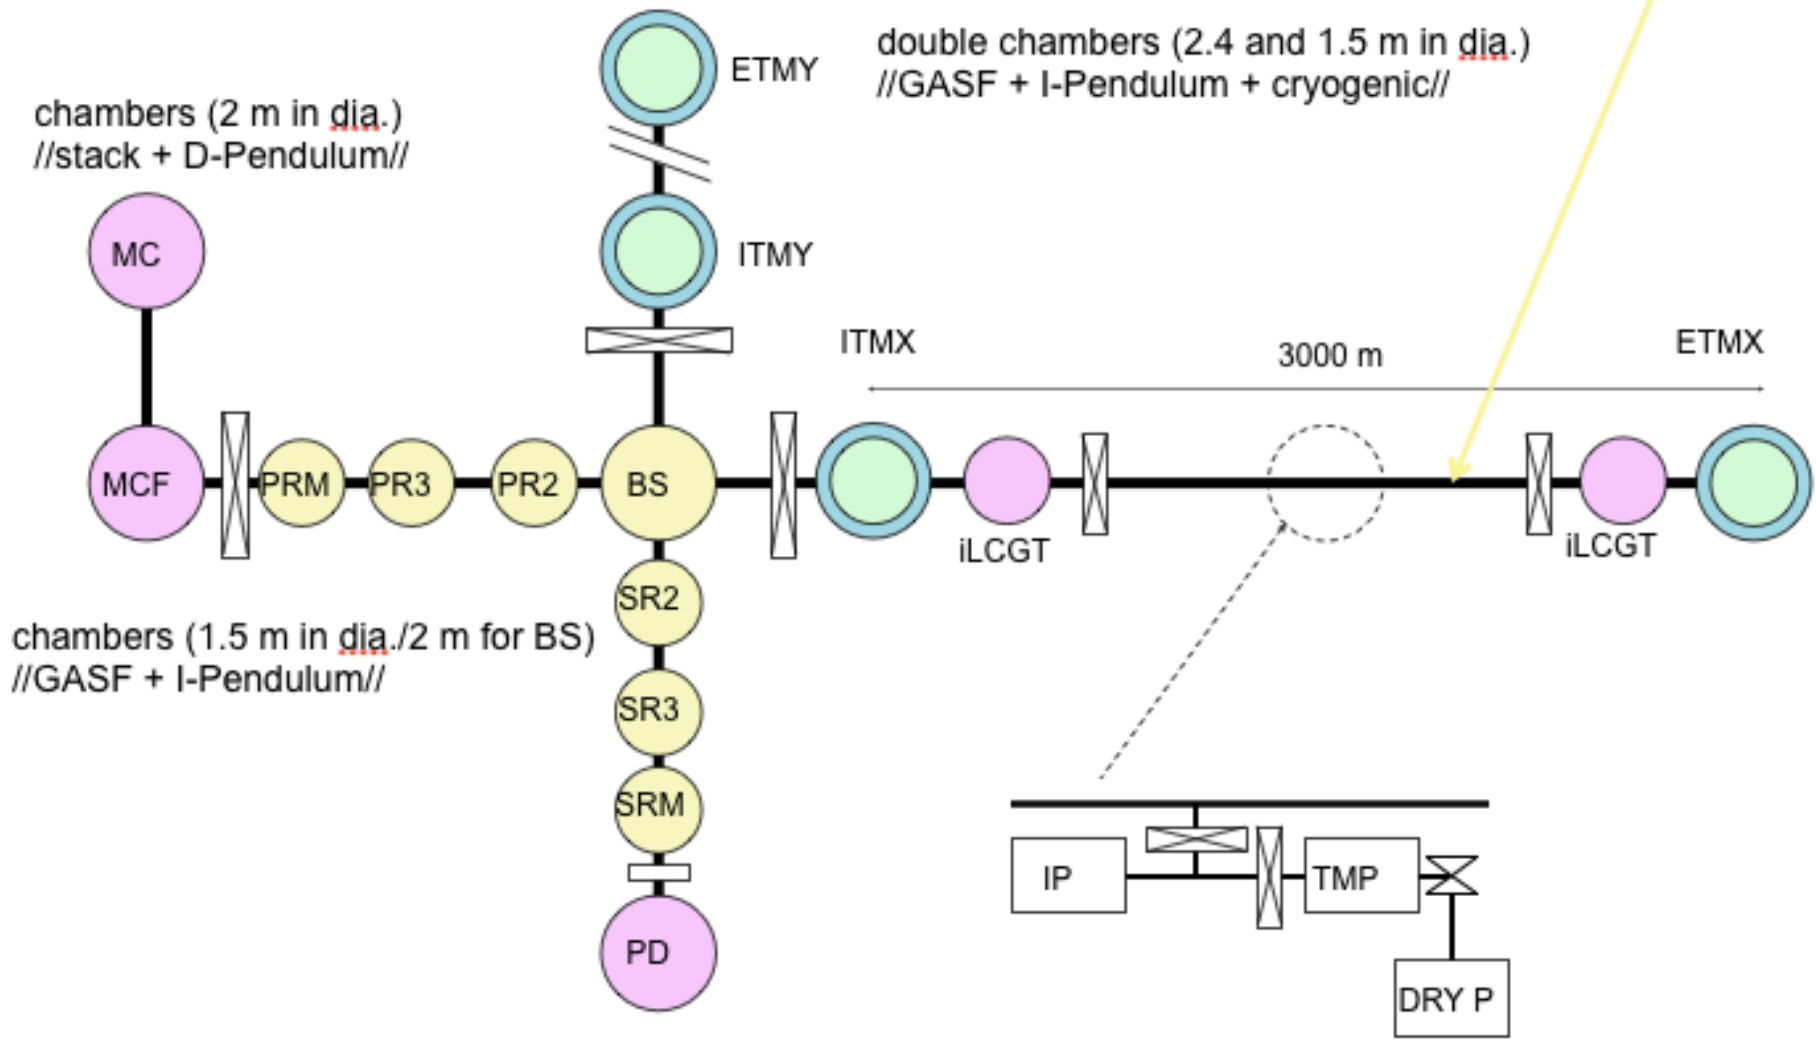 double chambers (2.4 and 1.5 m in dia.)
//GASF + I-Pendulum + cryogenic//
ETMY
chambers (2 m in dia.)
//stack + D-Pendulum//
MC
ITMY
ITMX
3000 m
ETMX
MCF
PRM
PR3
PR2
BS
iLCGT
iLCGT
SR2
chambers (1.5 m in dia./2 m for BS)
//GASF + I-Pendulum//
SR3
SRM
IP
TMP
PD
DRY P